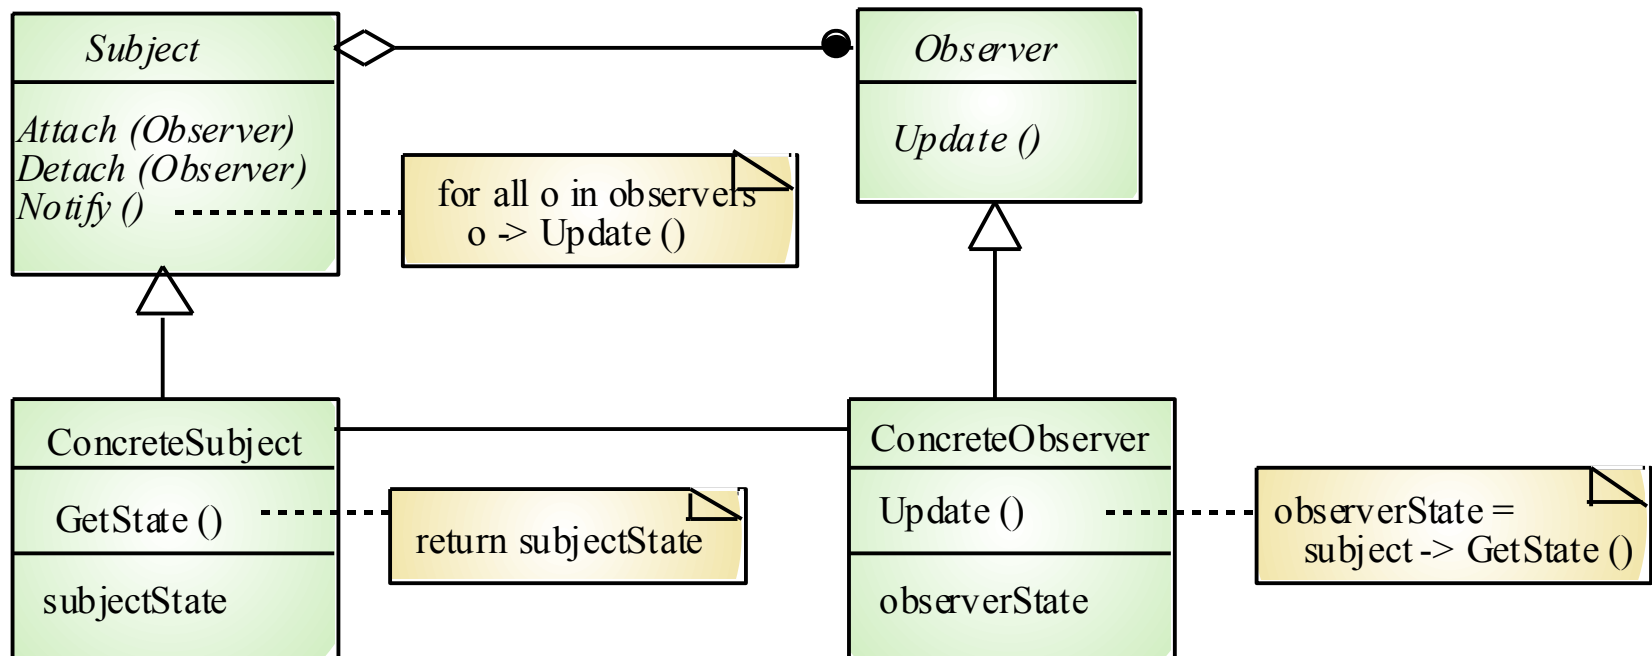 Subject
Attach (Observer)
Detach (Observer)
Notify ()
for all o in observers
o -> Update ()
Observer
Update ()
ConcreteSubject
GetState ()
subjectState
return subjectState
ConcreteObserver
Update ()
observerState
observerState =
subject -> GetState ()